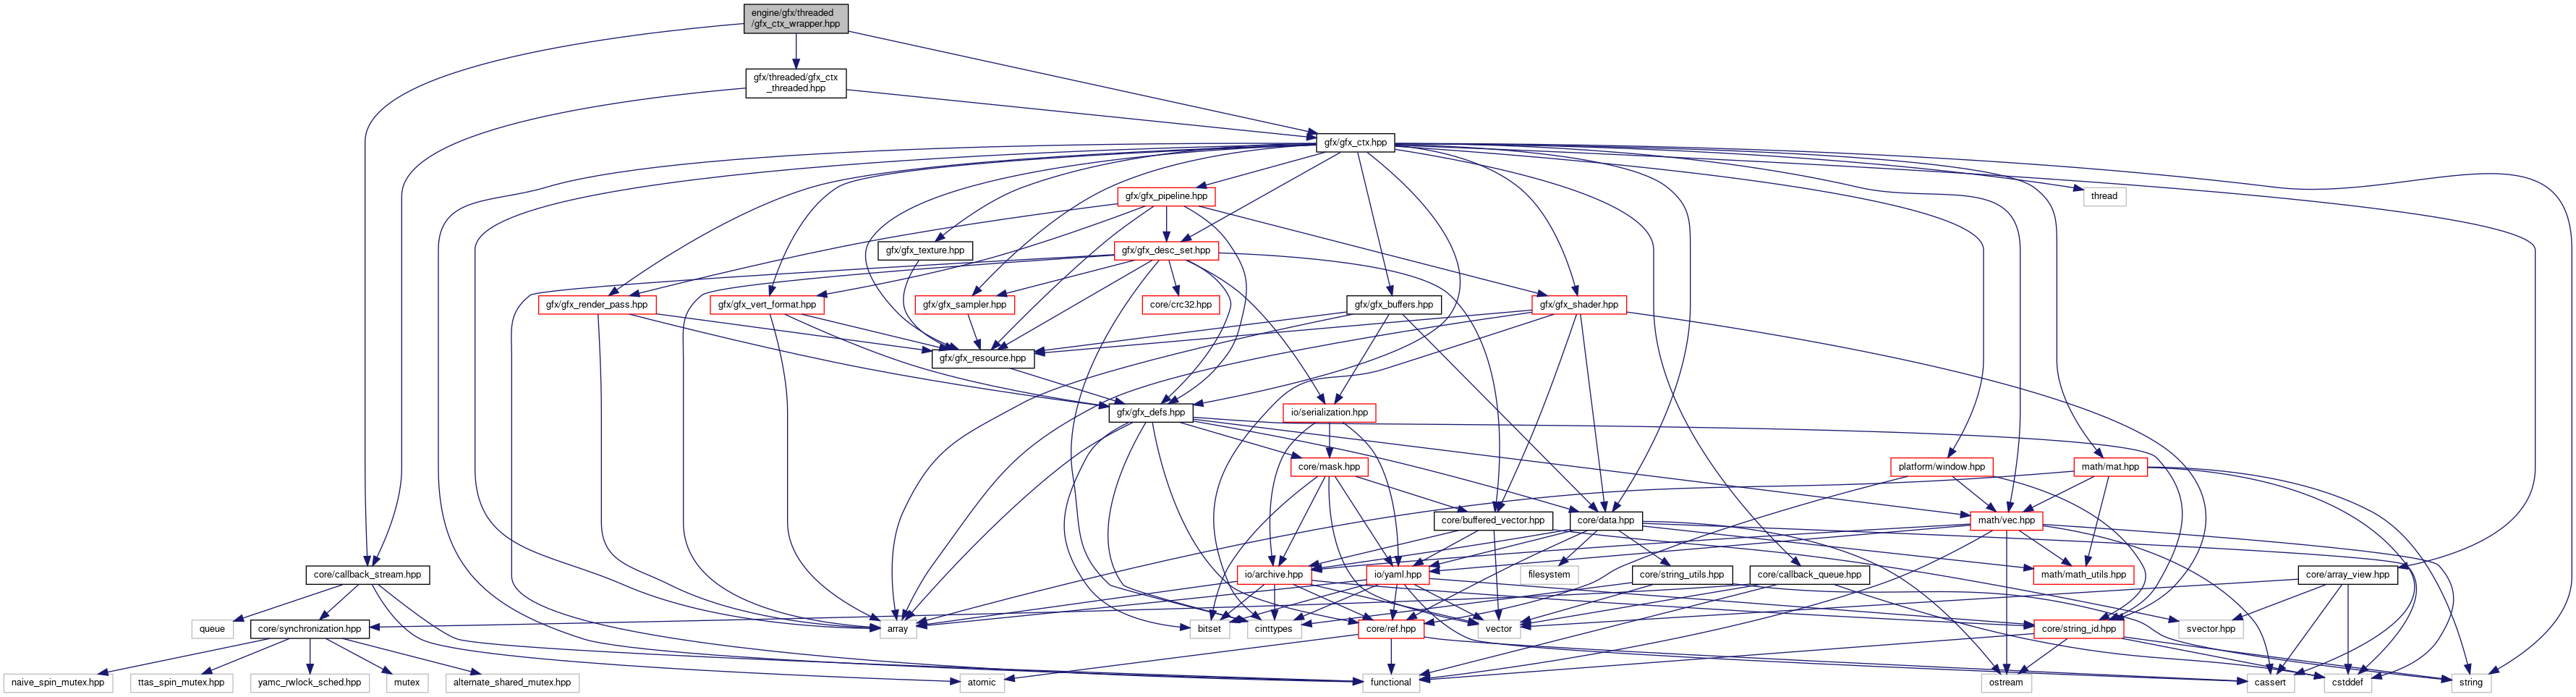 engine/gfx/threaded
/gfx_ctx_wrapper.hpp
gfx/threaded/gfx_ctx
_threaded.hpp
gfx/gfx_ctx.hpp
gfx/gfx_pipeline.hpp
thread
gfx/gfx_texture.hpp
gfx/gfx_desc_set.hpp
gfx/gfx_render_pass.hpp
gfx/gfx_vert_format.hpp
gfx/gfx_sampler.hpp
core/crc32.hpp
gfx/gfx_buffers.hpp
gfx/gfx_shader.hpp
gfx/gfx_resource.hpp
gfx/gfx_defs.hpp
io/serialization.hpp
core/mask.hpp
platform/window.hpp
math/mat.hpp
core/buffered_vector.hpp
core/data.hpp
math/vec.hpp
core/callback_stream.hpp
io/archive.hpp
io/yaml.hpp
filesystem
core/string_utils.hpp
core/callback_queue.hpp
math/math_utils.hpp
core/array_view.hpp
queue
core/synchronization.hpp
array
bitset
cinttypes
core/ref.hpp
vector
core/string_id.hpp
svector.hpp
naive_spin_mutex.hpp
ttas_spin_mutex.hpp
yamc_rwlock_sched.hpp
mutex
alternate_shared_mutex.hpp
atomic
functional
ostream
cassert
cstddef
string